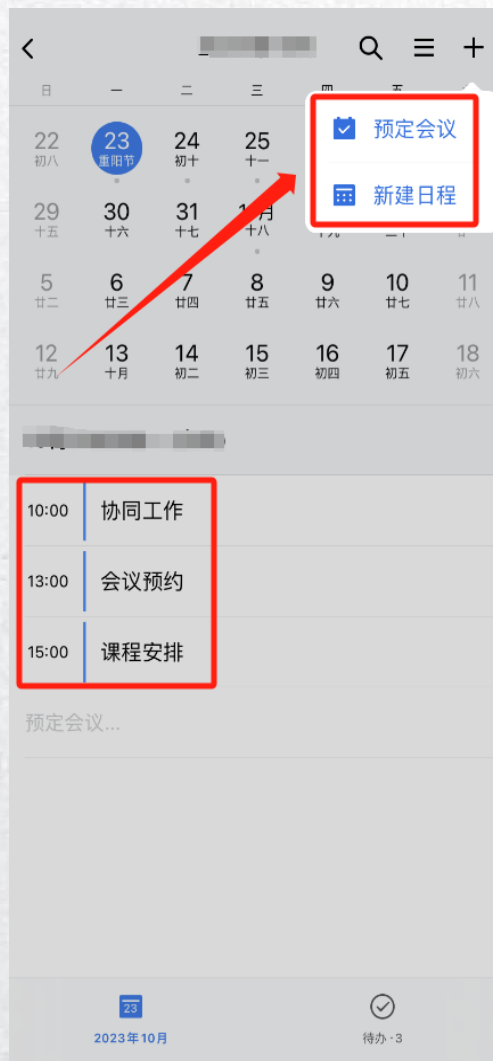 日 一 二 三 四 五
预定会议
22 23 24 25
初八 重阳节 初十 十一
新建日程
29 30 31 月
十五 十六 十七 十八
5 6 7 8 9 10 11
廿二 廿三 廿四 廿五 廿六 廿七 廿八
12 13 14 15 16 17 18
廿九 十月 初二 初三 初四 初五 初六
10:00 协同工作
13:00 会议预约
15:00 课程安排
预定会议...
23
2023年10月 待办·3